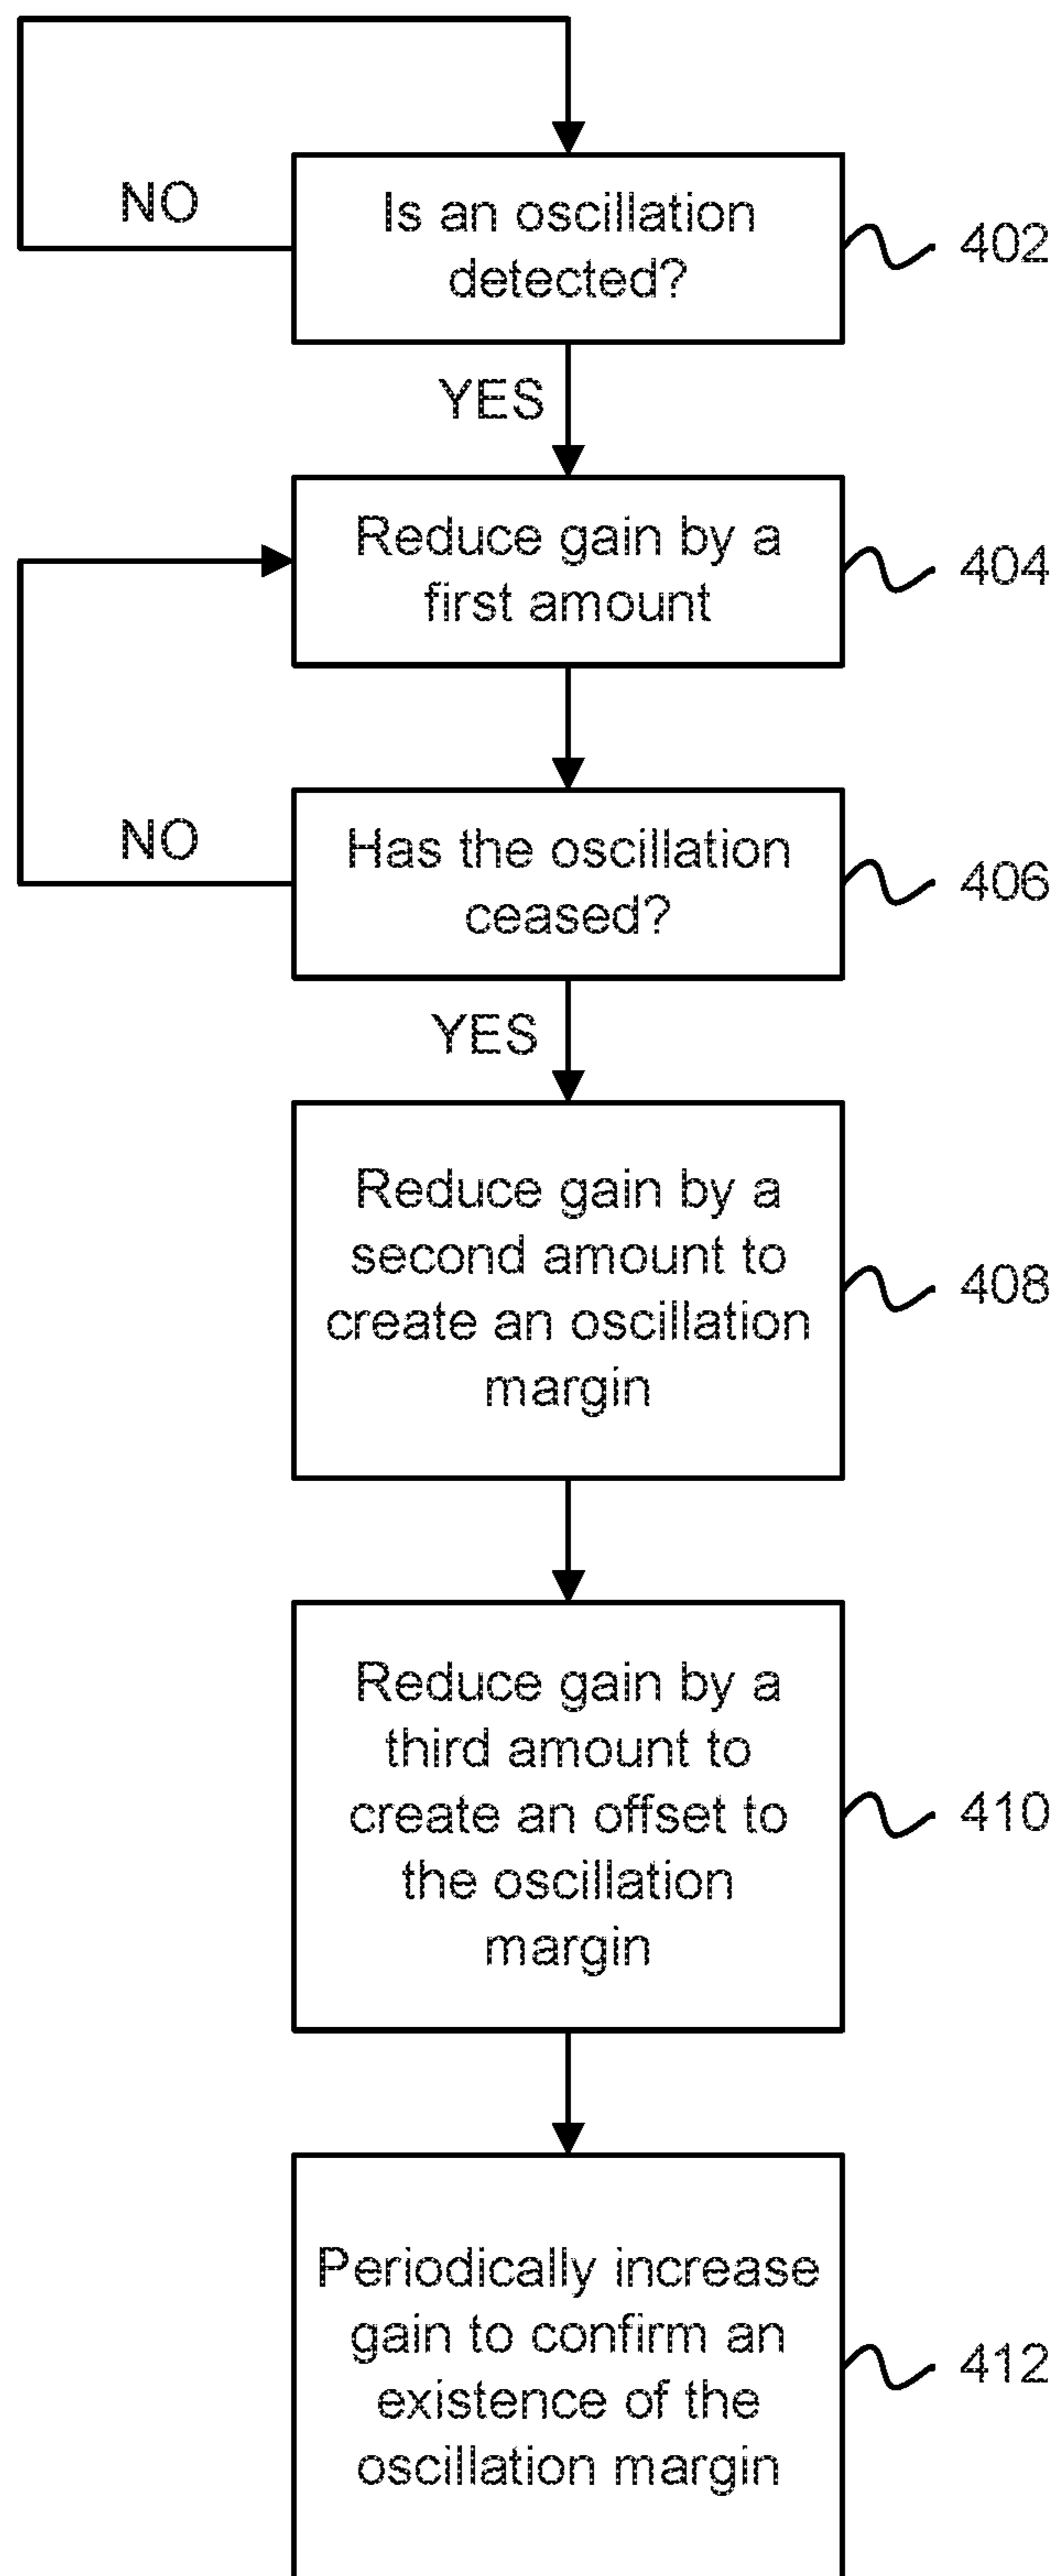 NO
Is an oscillation
detected?
402
YES
Reduce gain by a
first amount
404
NO
Has the oscillation
ceased?
406
YES
Reduce gain by a
second amount to
create an oscillation
margin
408
Reduce gain by a
third amount to
create an offset to
the oscillation
margin
410
Periodically increase
gain to confirm an
existence of the
oscillation margin
412